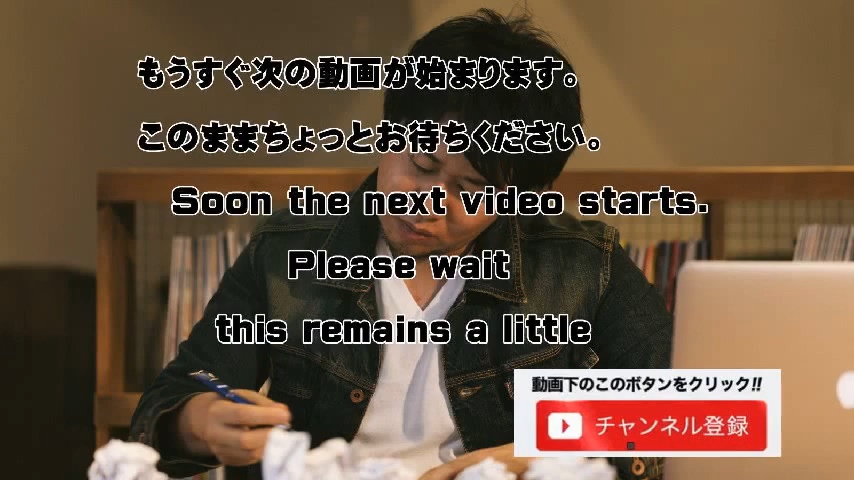 もうすぐ次の動画が始まります。
このままちょっとお待ちください。
Soon the next video starts.
Please wait
this remains a little
動画下のこのボタンをクリック!!
チャンネル登録